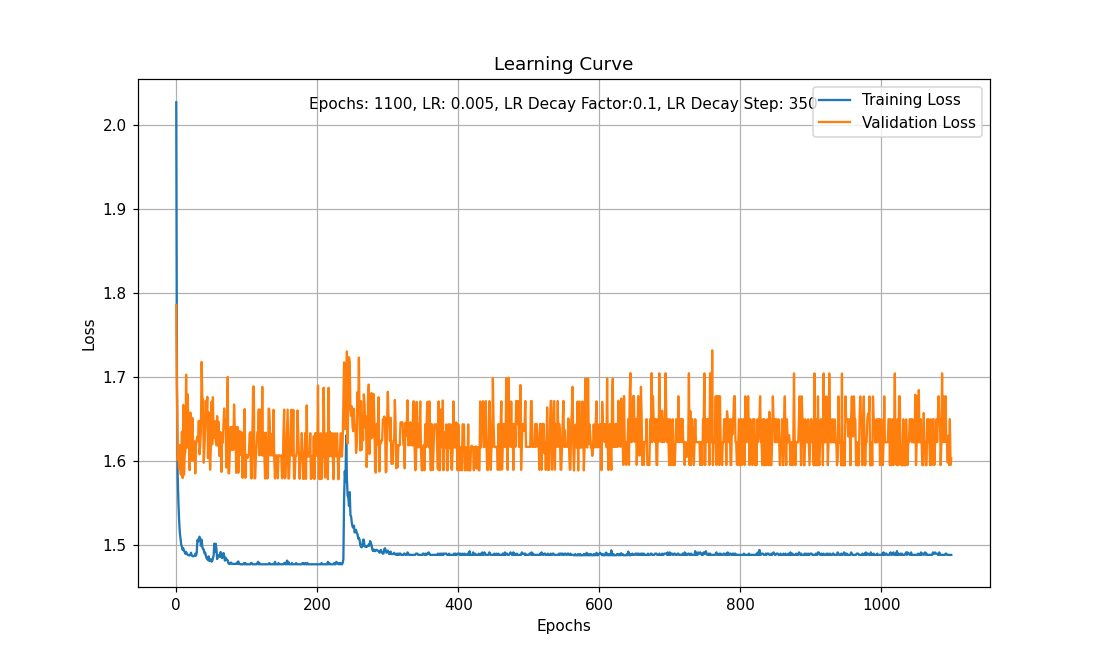 Learning Curve
Epochs: 1100, LR: 0.005, LR Decay Factor:0.1, LR Decay Step: 350
Training Loss
Validation Loss
2.0
1.9
1.8
1.7
1.6
1.5
Loss
0 200 400 600 800 1000
Epochs